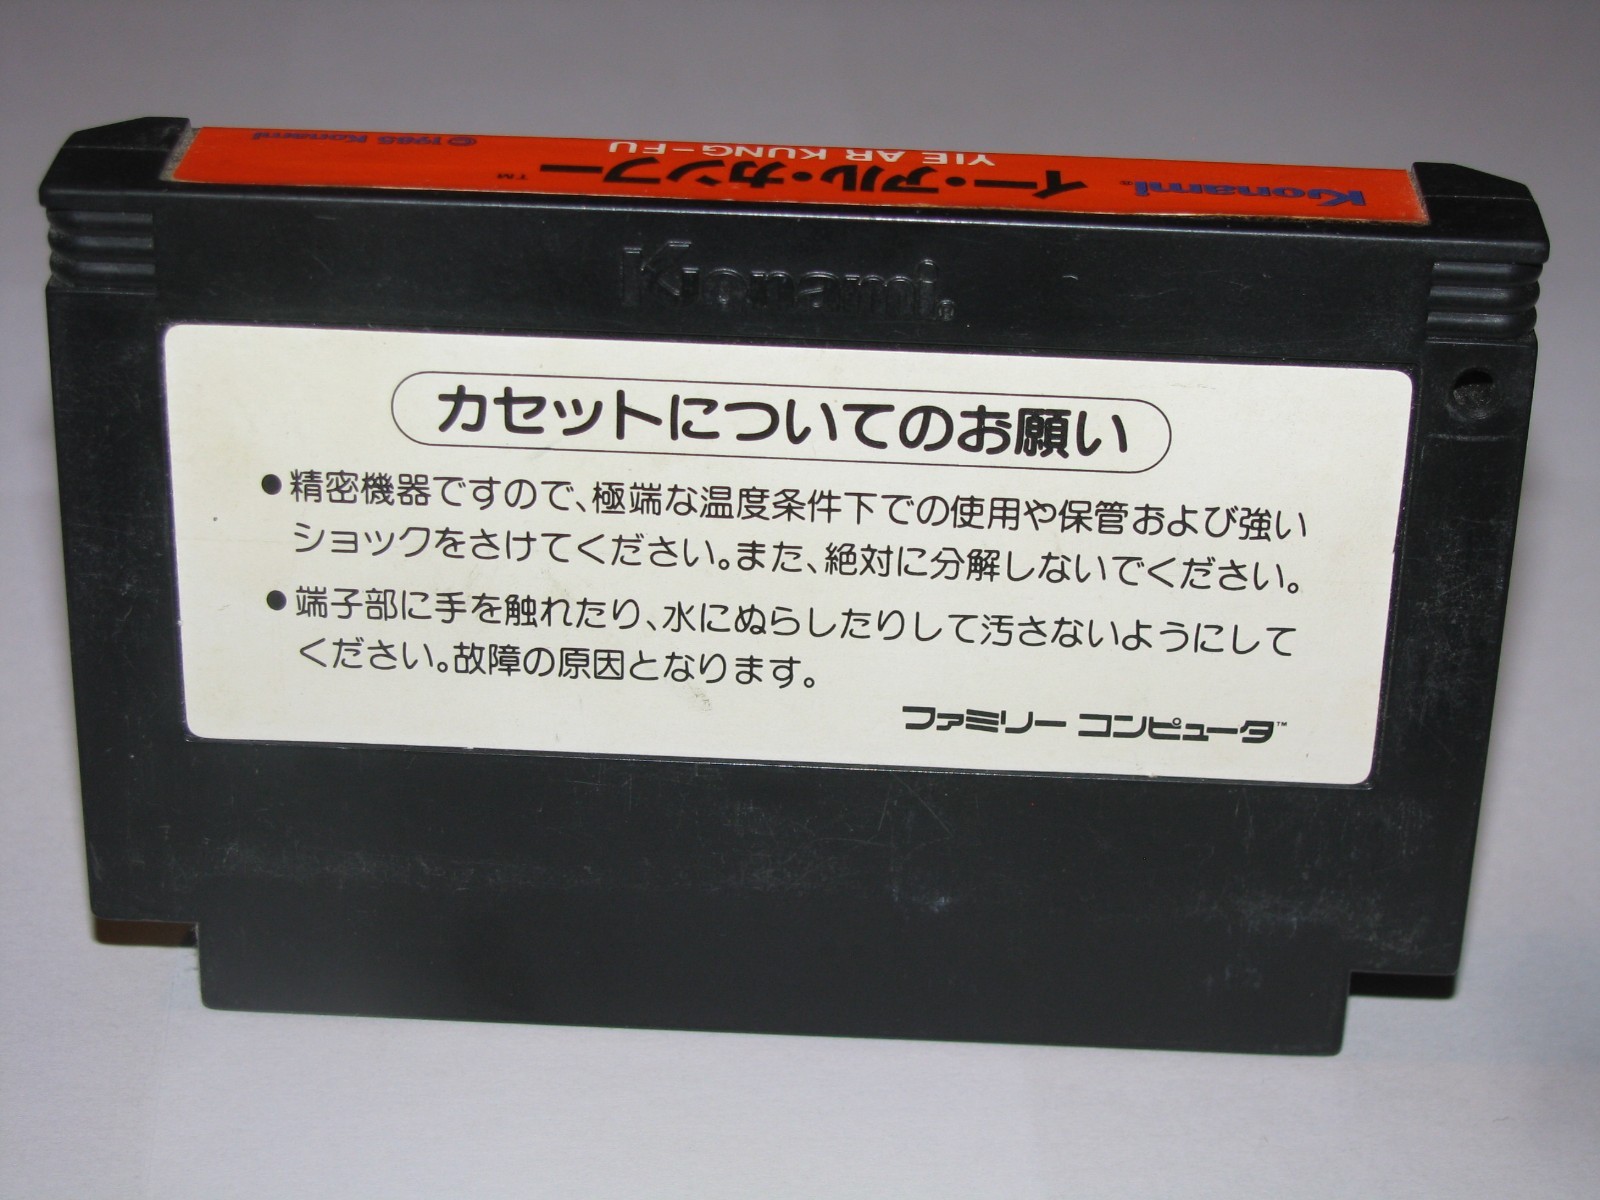 Konami®
イー・アル・カンフー™
YIE AR KUNG-FU
© 1985 Konami
Konami®
カセットについてのお願い
●精密機器ですので、極端な温度条件下での使用や保管および強い
ショックをさけてください。また、絶対に分解しないでください。
●端子部に手を触れたり、水にぬらしたりして汚さないようにして
ください。故障の原因となります。
ファミリー コンピュータ™